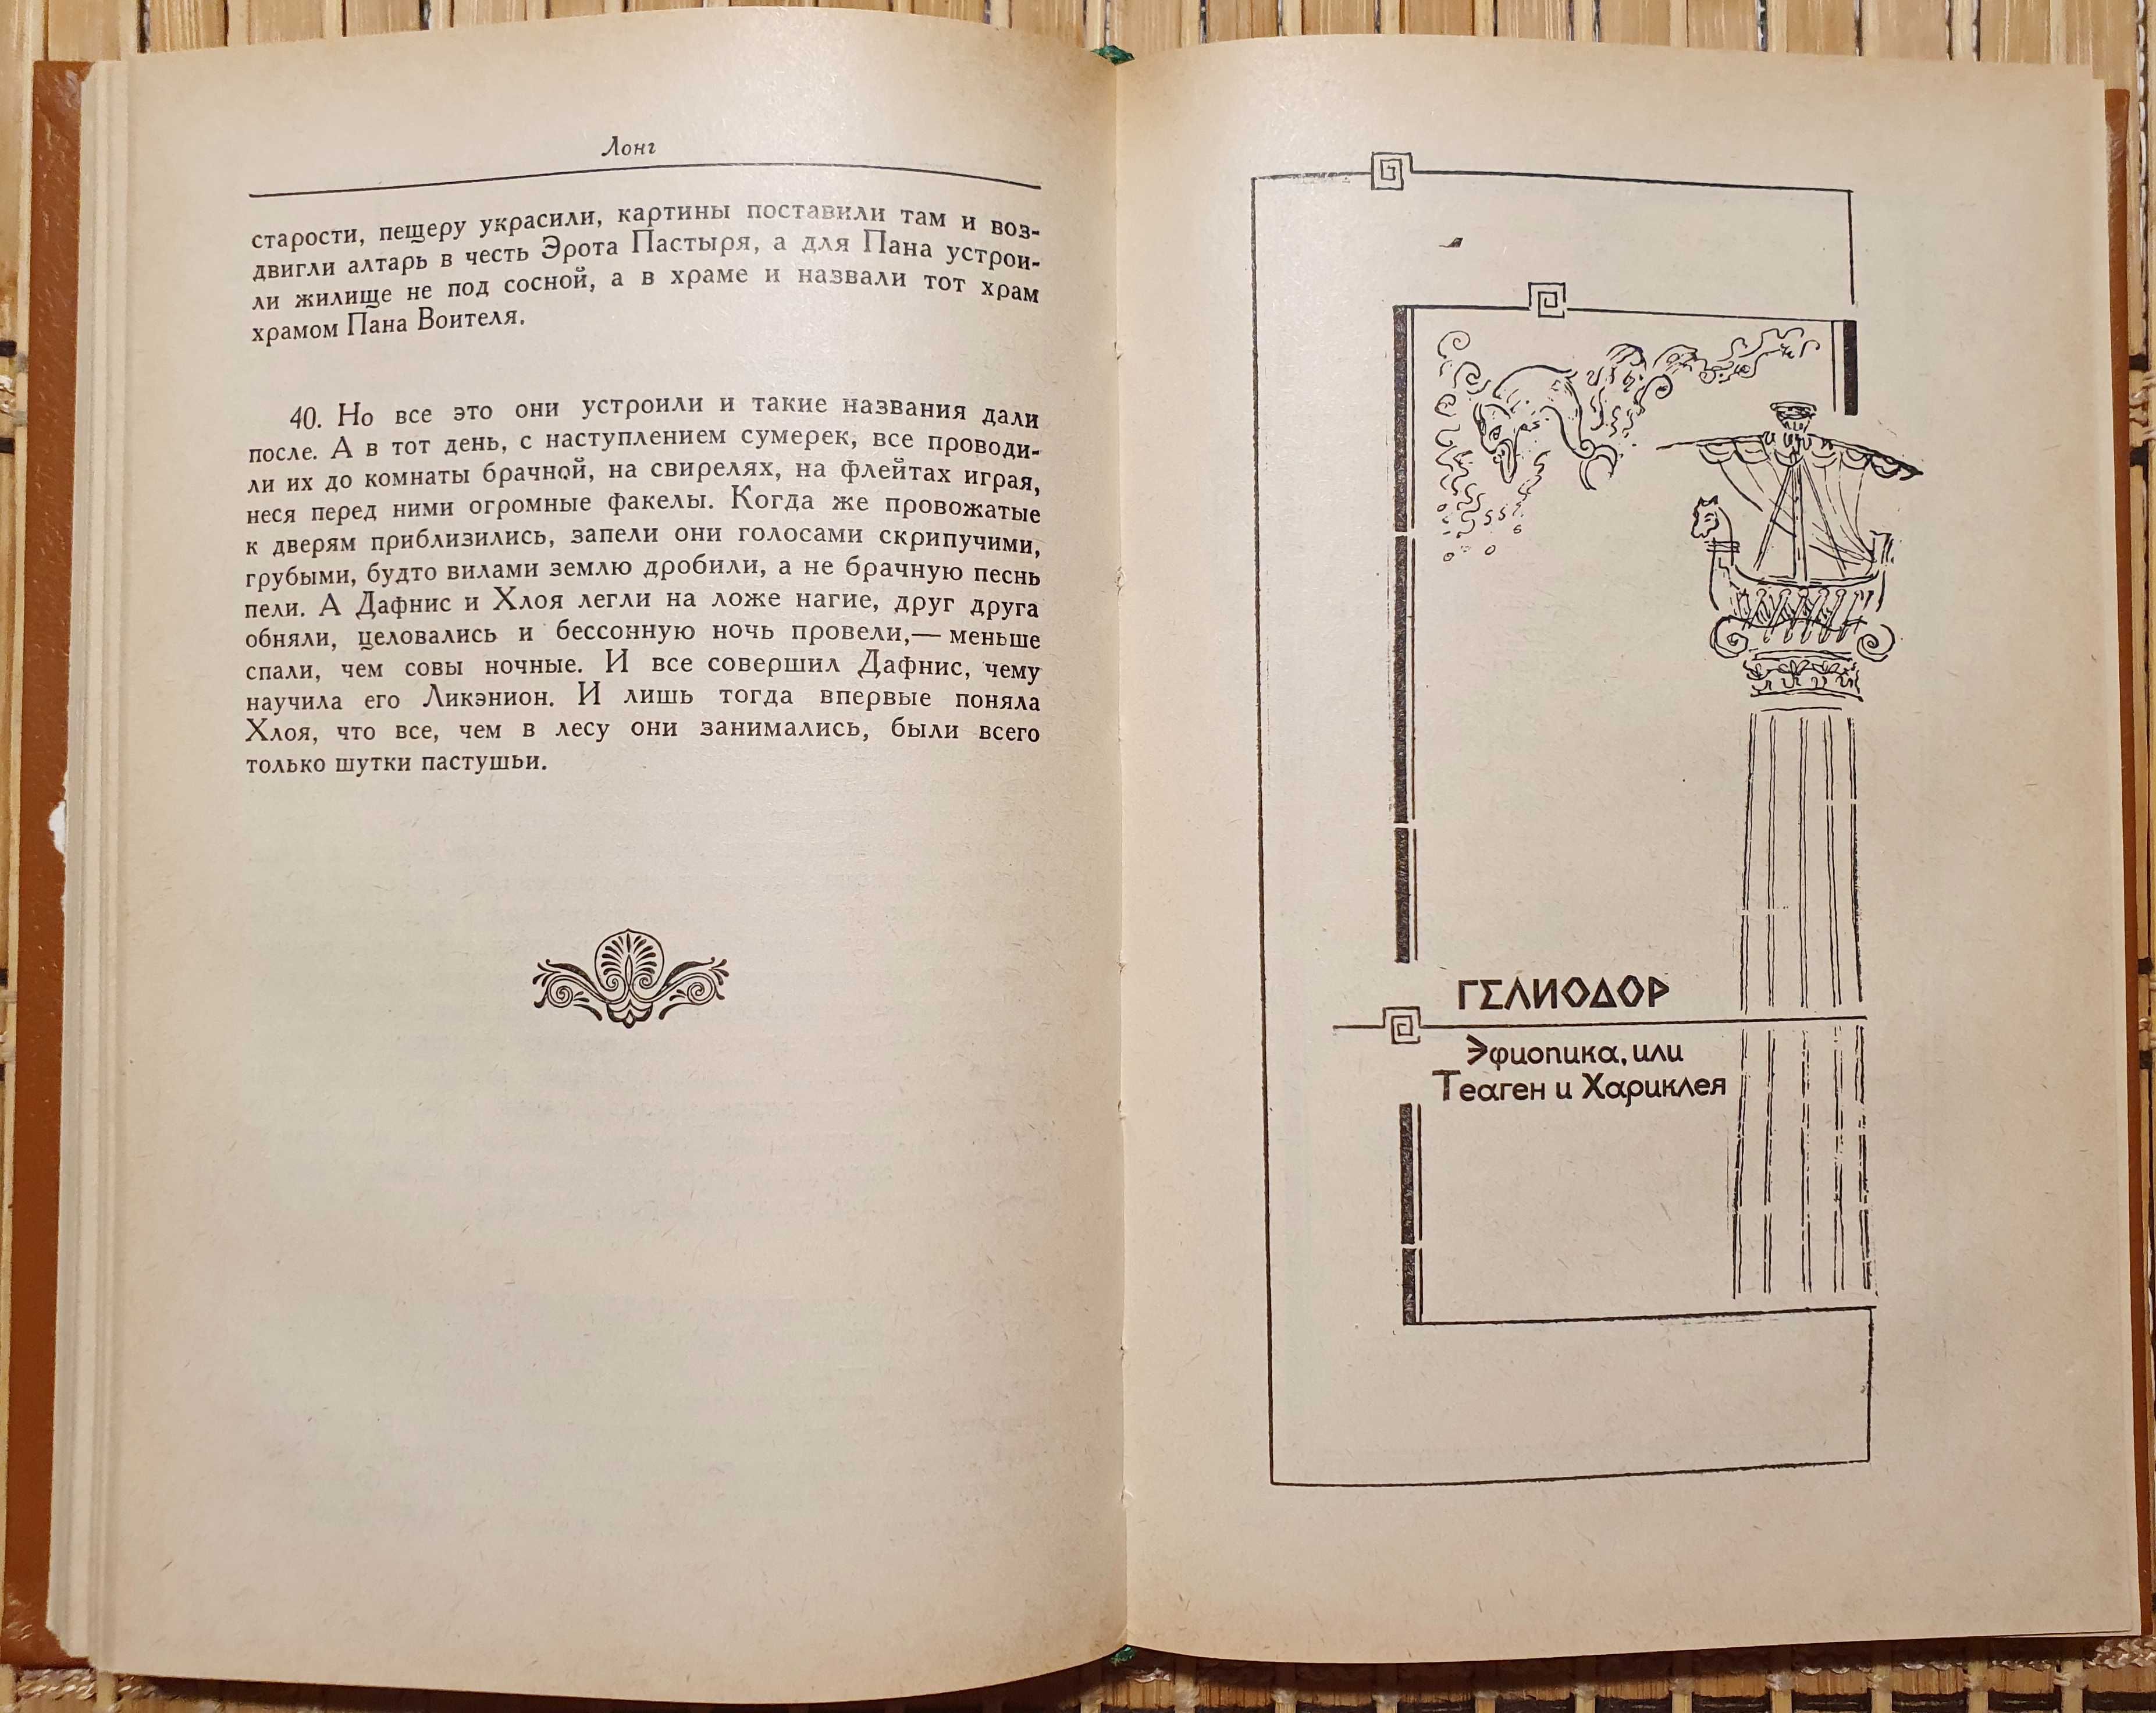 Лонг
старости, пещеру украсили, картины поставили там и воз-
двигли алтарь в честь Эрота Пастыря, а для Пана устрои-
ли жилище не под сосной, а в храме и назвали тот храм
храмом Пана Воителя.
40. Но все это они устроили и такие названия дали
после. А в тот день, с наступлением сумерек, все проводи-
ли их до комнаты брачной, на свирелях, на флейтах играя,
неся перед ними огромные факелы. Когда же провожатые
к дверям приблизились, запели они голосами скрипучими,
грубыми, будто вилами землю дробили, а не брачную песнь
пели. А Дафнис и Хлоя легли на ложе нагие, друг друга
обняли, целовались и бессонную ночь провели,— меньше
спали, чем совы ночные. И все совершил Дафнис, чему
научила его Ликэнион. И лишь тогда впервые поняла
Хлоя, что все, чем в лесу они занимались, были всего
только шутки пастушьи.
ГЕЛИОДОР
Эфиопика, или
Теаген и Хариклея